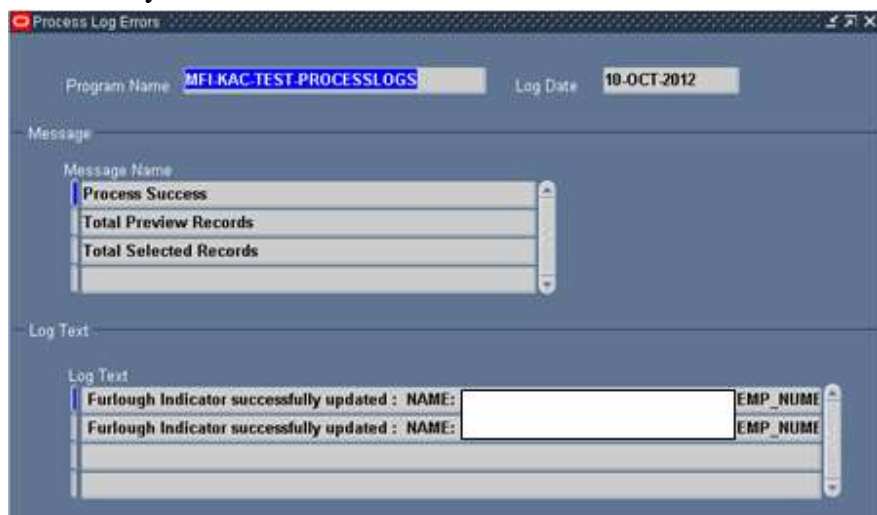 Process Log Errors
Program Name MFI-KAC-TEST-PROCESSLOGS Log Date 10-OCT-2012
Message
Message Name
Process Success
Total Preview Records
Total Selected Records
Log Text
Log Text
Furlough Indicator successfully updated : NAME: EMP_NUME
Furlough Indicator successfully updated : NAME: EMP_NUME